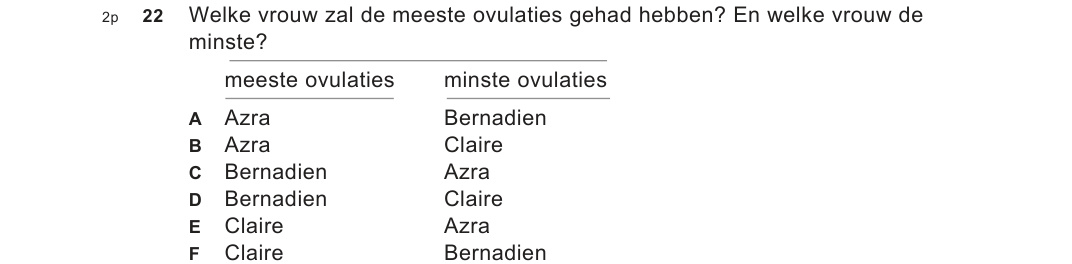 2p 22 Welke vrouw zal de meeste ovulaties gehad hebben? En welke vrouw de
minste?
meeste ovulaties minste ovulaties
A Azra Bernadien
B Azra Claire
C Bernadien Azra
D Bernadien Claire
E Claire Azra
F Claire Bernadien